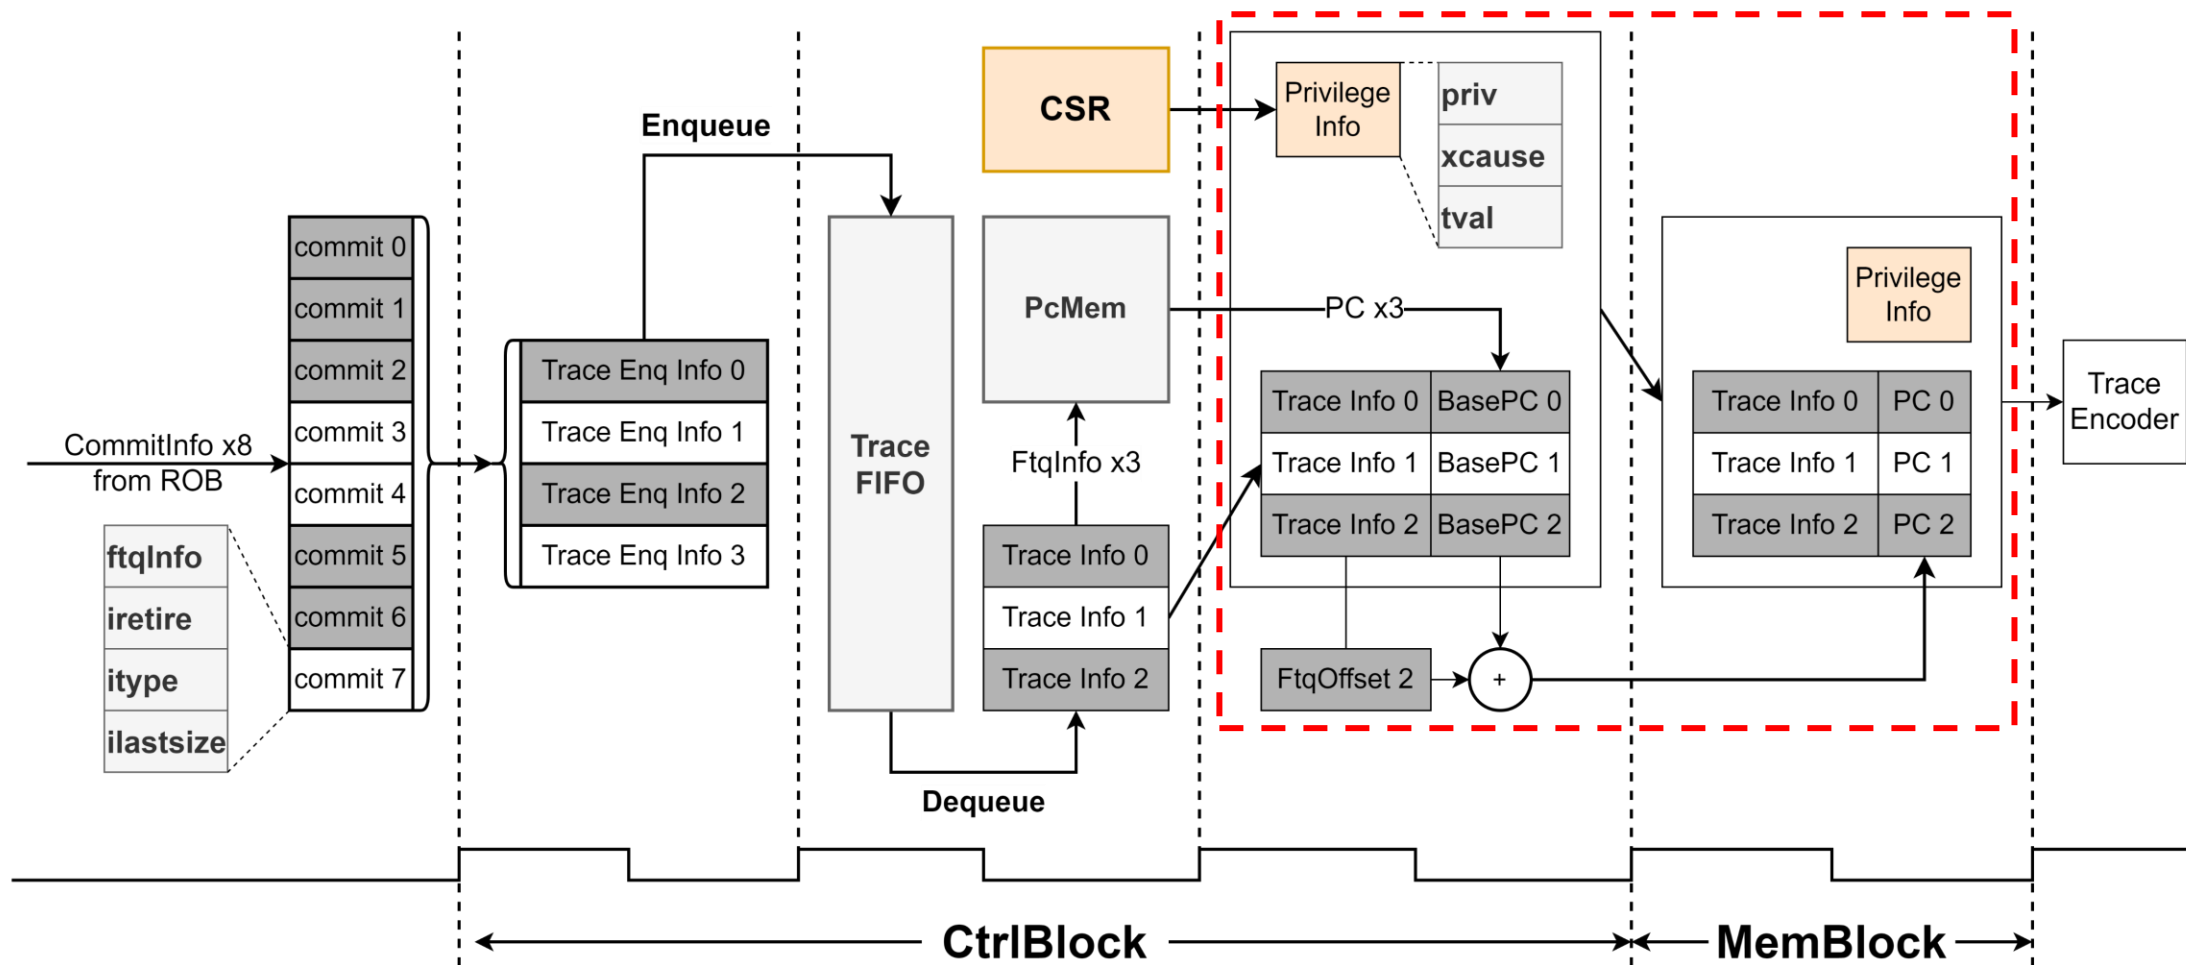 CommitInfo x8
from ROB
ftqInfo
iretire
itype
ilastsize
commit 0
commit 1
commit 2
commit 3
commit 4
commit 5
commit 6
commit 7
Trace Enq Info 0
Trace Enq Info 1
Trace Enq Info 2
Trace Enq Info 3
Enqueue
Trace
FIFO
Dequeue
CSR
PcMem
FtqInfo x3
Trace Info 0
Trace Info 1
Trace Info 2
Privilege
Info
priv
xcause
tval
PC x3
Trace Info 0 BasePC 0
Trace Info 1 BasePC 1
Trace Info 2 BasePC 2
FtqOffset 2
+
Privilege
Info
Trace Info 0 PC 0
Trace Info 1 PC 1
Trace Info 2 PC 2
Trace
Encoder
CtrlBlock
MemBlock